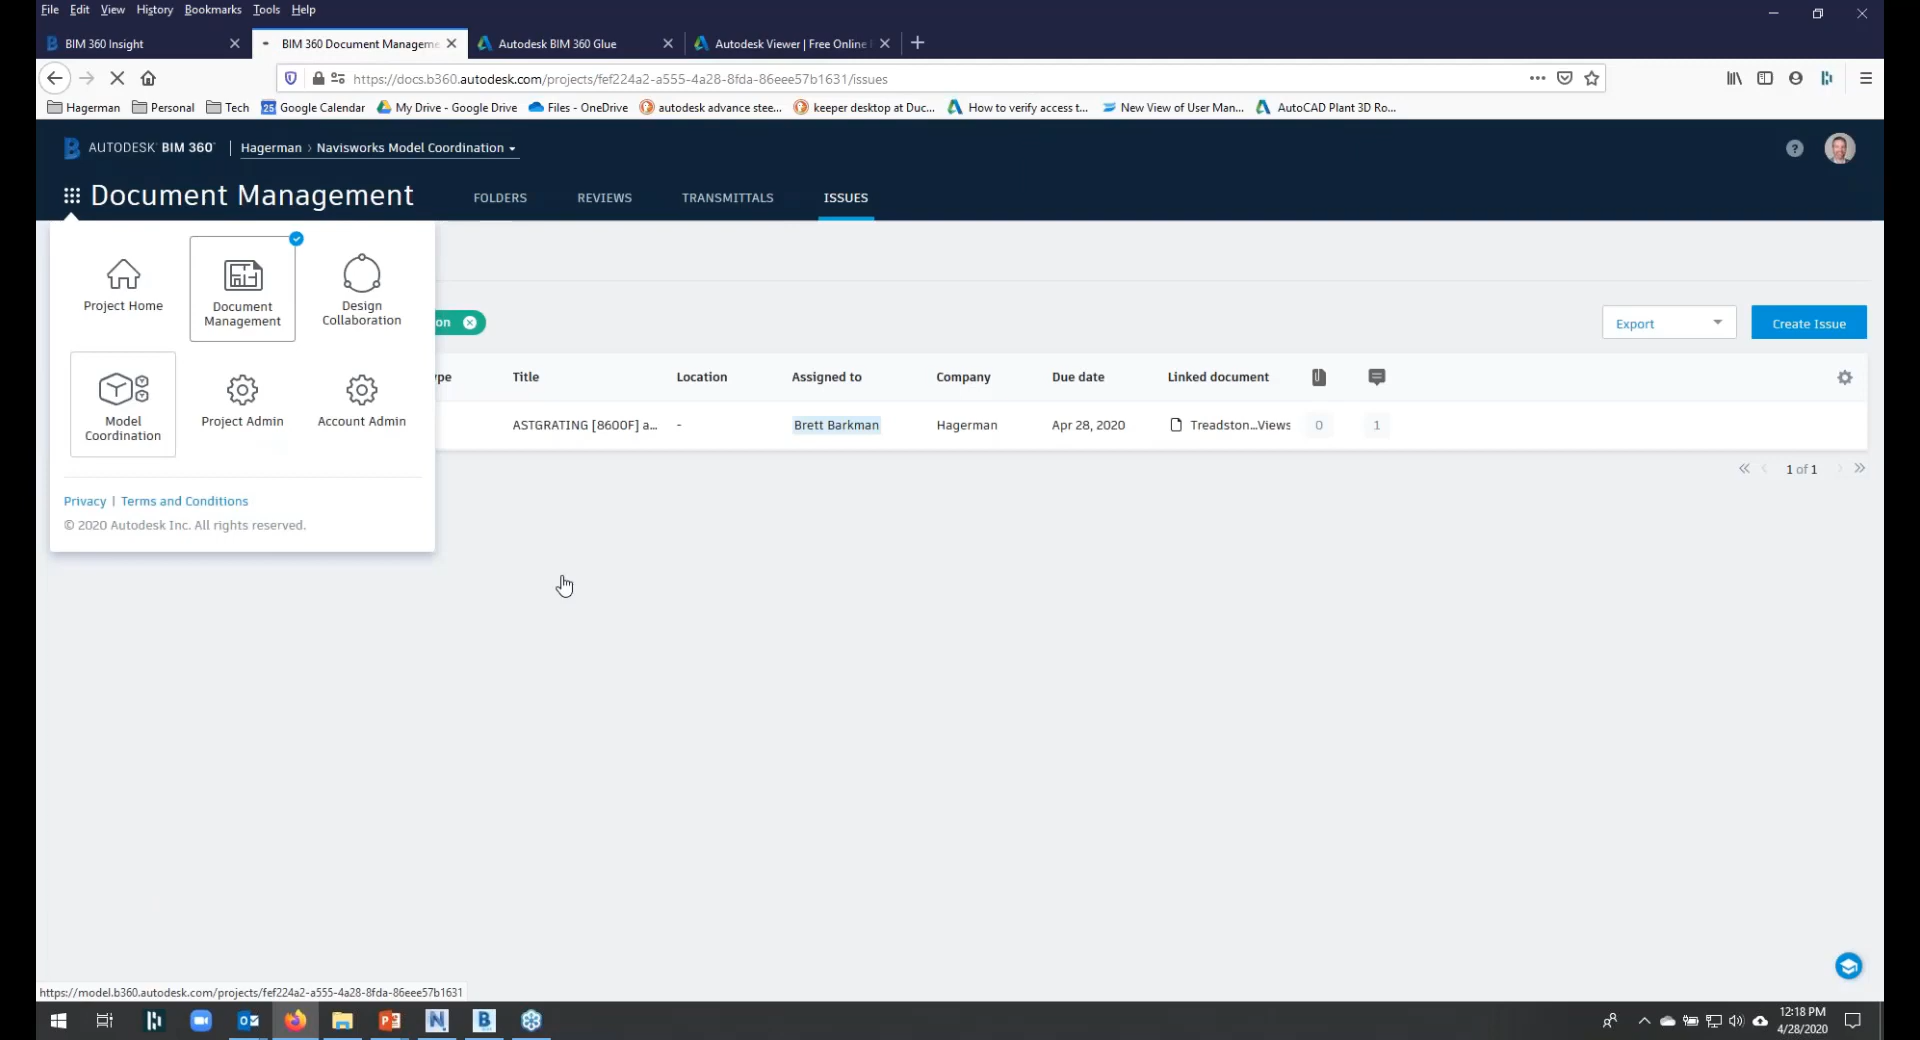 File Edit View History Bookmarks Tools Help
BIM 360 Insight
BIM 360 Document Manageme
Autodesk BIM 360 Glue
Autodesk Viewer | Free Online
https://docs.b360.autodesk.com/projects/fef224a2-a555-4a28-8fda-86eee57b1631/issues
Hagerman Personal Tech Google Calendar My Drive - Google Drive Files - OneDrive autodesk advance stee... keeper desktop at Duc... How to verify access t... New View of User Man... AutoCAD Plant 3D Ro...
AUTODESK BIM 360 Hagerman > Navisworks Model Coordination
Document Management FOLDERS REVIEWS TRANSMITTALS ISSUES
Project Home
Document Management
Design Collaboration
on
Export
Create Issue
ype Title Location Assigned to Company Due date Linked document
ASTGRATING [8600F] a... - Brett Barkman Hagerman Apr 28, 2020 Treadston...Views 0 1
1 of 1
Model Coordination
Project Admin
Account Admin
Privacy | Terms and Conditions
© 2020 Autodesk Inc. All rights reserved.
https://model.b360.autodesk.com/projects/fef224a2-a555-4a28-8fda-86eee57b1631
12:18 PM
4/28/2020